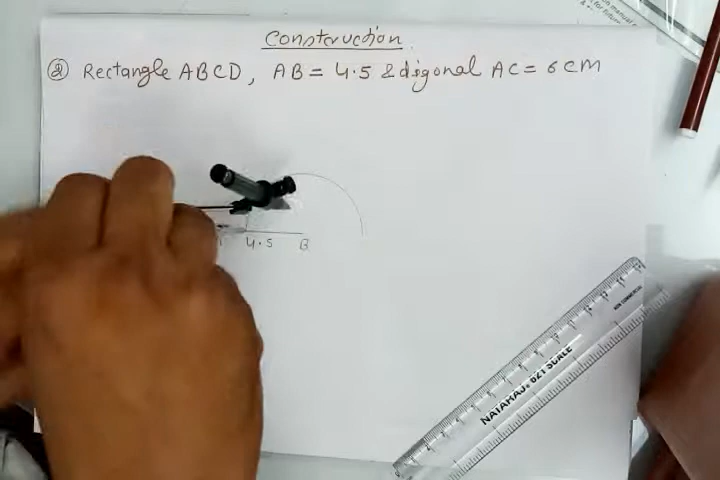 Construction
② Rectangle ABCD, AB = 4.5 & digonal AC = 6 CM
4.5 B
NATARAJ 621 SCALE